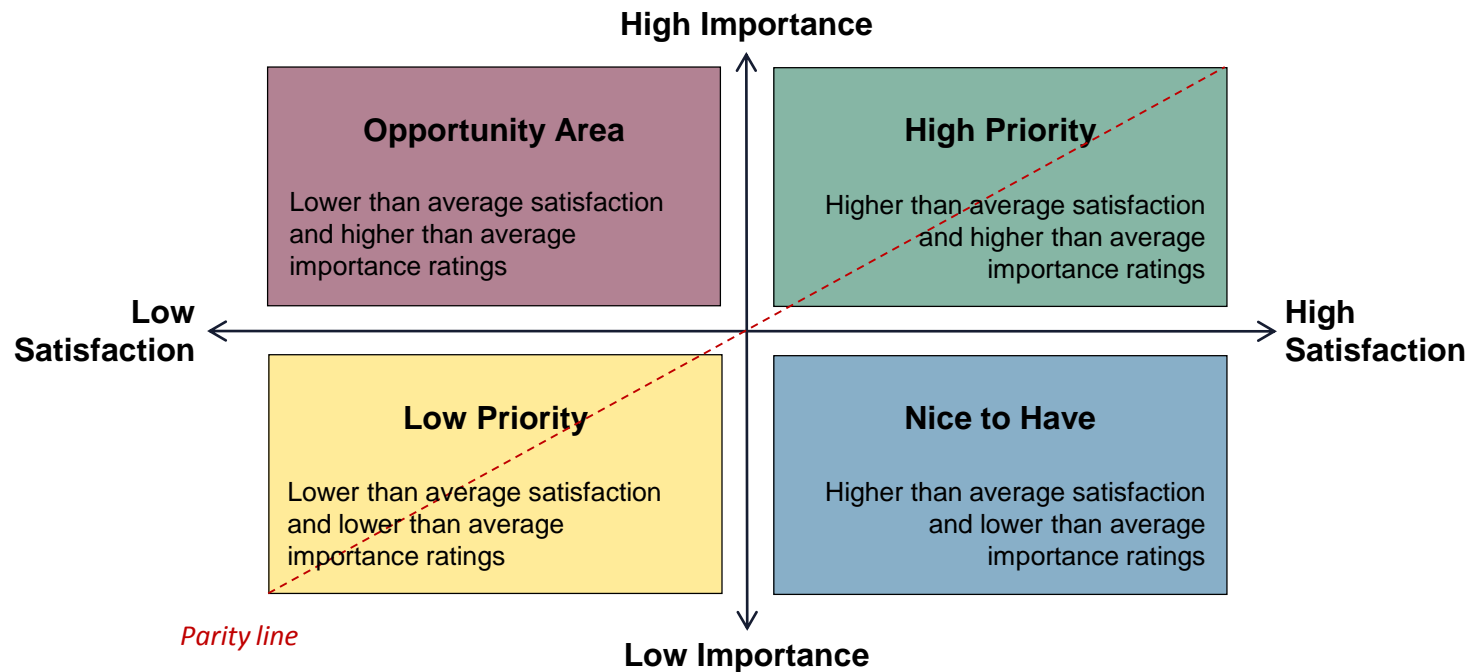 High Importance
Opportunity Area
Lower than average satisfaction
and higher than average
importance ratings
High Priority
Higher than average satisfaction
and higher than average
importance ratings
Low
Satisfaction
High
Satisfaction
Low Priority
Lower than average satisfaction
and lower than average
importance ratings
Nice to Have
Higher than average satisfaction
and lower than average
importance ratings
Parity line
Low Importance